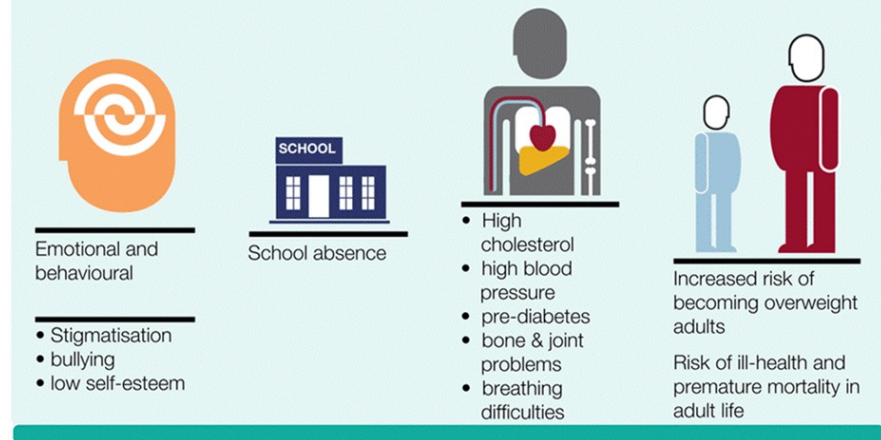 Emotional and
behavioural
• Stigmatisation
• bullying
• low self-esteem
SCHOOL
School absence
• High
cholesterol
• high blood
pressure
• pre-diabetes
• bone & joint
problems
• breathing
difficulties
Increased risk of
becoming overweight
adults
Risk of ill-health and
premature mortality in
adult life